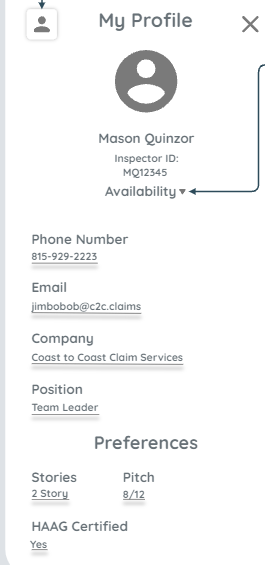 My Profile
Mason Quinzor
Inspector ID:
MQ12345
Availability
Phone Number
815-929-2223
Email
jimbobob@c2c.claims
Company
Coast to Coast Claim Services
Position
Team Leader
Preferences
Stories Pitch
2 Story 8/12
HAAG Certified
Yes